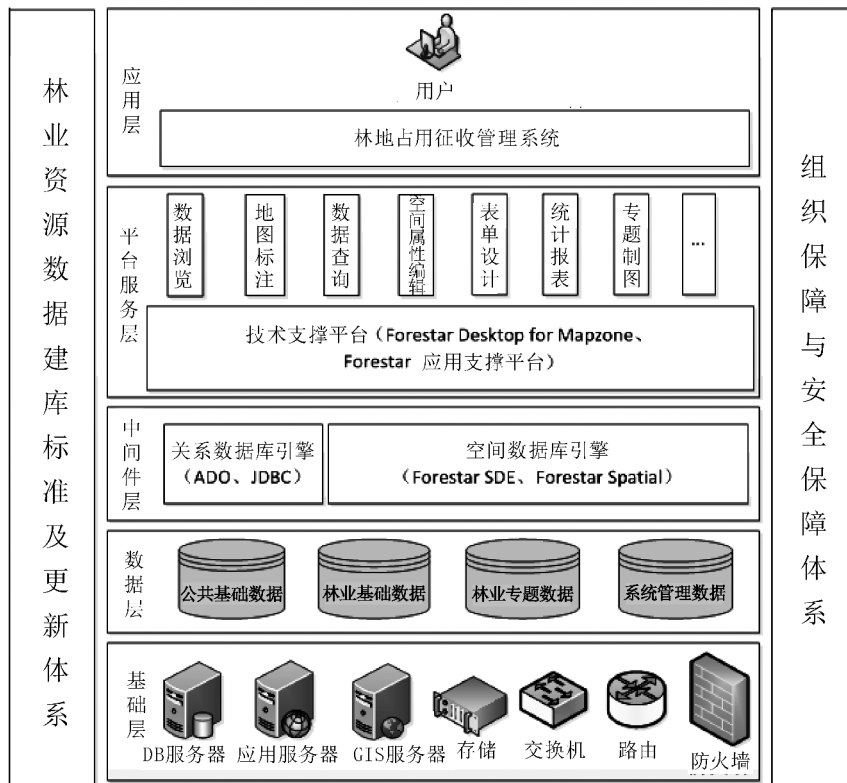 林业资源数据建库标准及更新体系
应用层
用户
林地占用征收管理系统
平台服务层
数据浏览
地图标注
数据查询
空间属性编辑
表单设计
统计报表
专题制图
...
技术支撑平台（Forestar Desktop for Mapzone、
Forestar 应用支撑平台）
中间件层
关系数据库引擎
（ADO、JDBC）
空间数据库引擎
（Forestar SDE、Forestar Spatial）
数据层
公共基础数据
林业基础数据
林业专题数据
系统管理数据
基础层
DB服务器
应用服务器
GIS服务器
存储
交换机
路由
防火墙
组织保障与安全保障体系